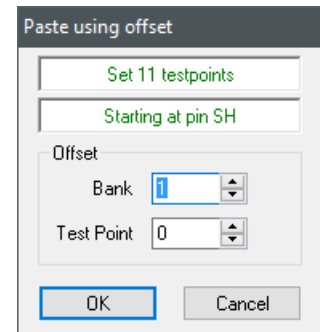 Paste using offset
Set 11 testpoints
Starting at pin SH
Offset
Bank 1
Test Point 0
OK Cancel